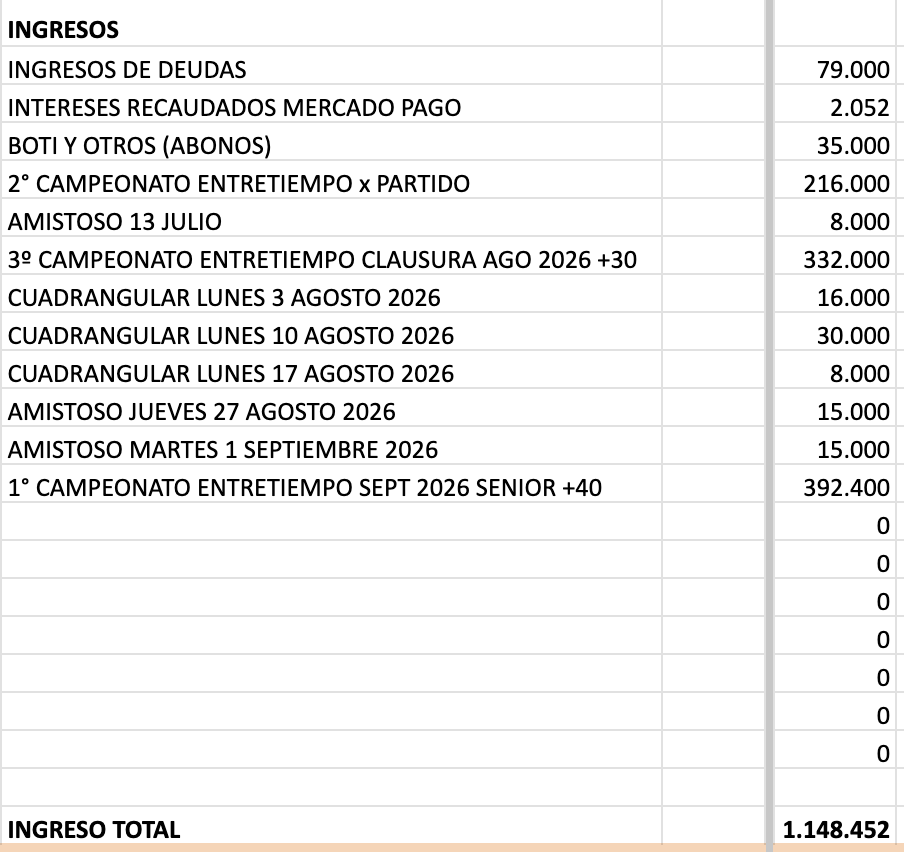 INGRESOS
INGRESOS DE DEUDAS 79.000
INTERESES RECAUDADOS MERCADO PAGO 2.052
BOTI Y OTROS (ABONOS) 35.000
2° CAMPEONATO ENTRETIEMPO x PARTIDO 216.000
AMISTOSO 13 JULIO 8.000
3º CAMPEONATO ENTRETIEMPO CLAUSURA AGO 2026 +30 332.000
CUADRANGULAR LUNES 3 AGOSTO 2026 16.000
CUADRANGULAR LUNES 10 AGOSTO 2026 30.000
CUADRANGULAR LUNES 17 AGOSTO 2026 8.000
AMISTOSO JUEVES 27 AGOSTO 2026 15.000
AMISTOSO MARTES 1 SEPTIEMBRE 2026 15.000
1° CAMPEONATO ENTRETIEMPO SEPT 2026 SENIOR +40 392.400
0
0
0
0
0
0
0
INGRESO TOTAL 1.148.452